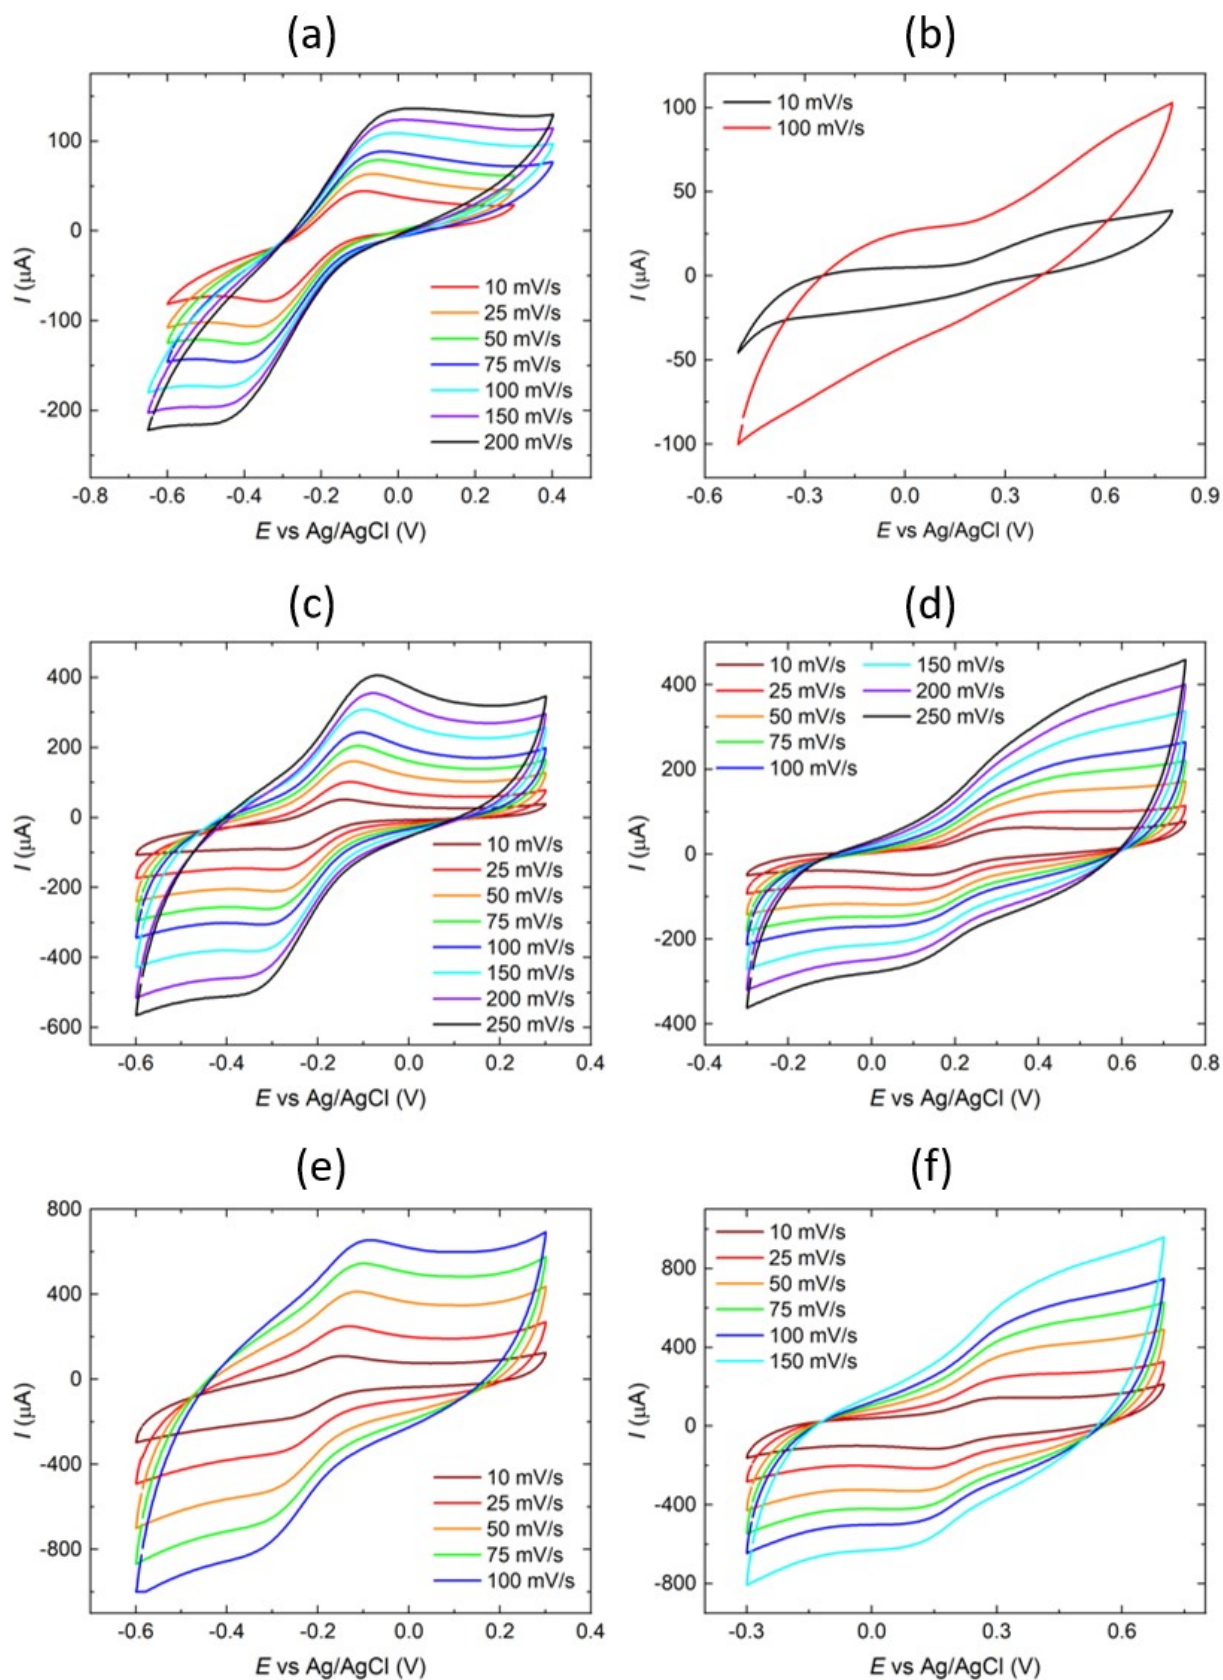 (a)
100
0
-100
-200
I (µA)
10 mV/s
25 mV/s
50 mV/s
75 mV/s
100 mV/s
150 mV/s
200 mV/s
-0.8 -0.6 -0.4 -0.2 0.0 0.2 0.4
E vs Ag/AgCl (V)
(b)
10 mV/s
100 mV/s
100
50
0
-50
-100
I (µA)
-0.6 -0.3 0.0 0.3 0.6 0.9
E vs Ag/AgCl (V)
(c)
400
200
0
-200
-400
-600
I (µA)
10 mV/s
25 mV/s
50 mV/s
75 mV/s
100 mV/s
150 mV/s
200 mV/s
250 mV/s
-0.6 -0.4 -0.2 0.0 0.2 0.4
E vs Ag/AgCl (V)
(d)
10 mV/s 150 mV/s
25 mV/s 200 mV/s
50 mV/s 250 mV/s
75 mV/s
100 mV/s
400
200
0
-200
-400
I (µA)
-0.4 -0.2 0.0 0.2 0.4 0.6 0.8
E vs Ag/AgCl (V)
(e)
800
400
0
-400
-800
I (µA)
10 mV/s
25 mV/s
50 mV/s
75 mV/s
100 mV/s
-0.6 -0.4 -0.2 0.0 0.2 0.4
E vs Ag/AgCl (V)
(f)
10 mV/s
25 mV/s
50 mV/s
75 mV/s
100 mV/s
150 mV/s
800
400
0
-400
-800
I (µA)
-0.3 0.0 0.3 0.6
E vs Ag/AgCl (V)